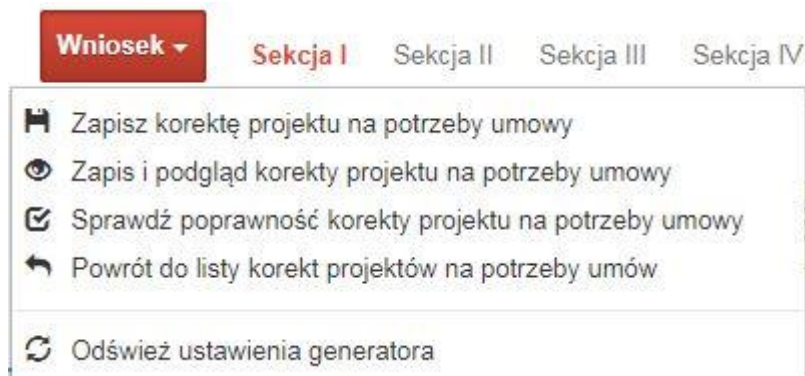 Wniosek Sekcja I Sekcja II Sekcja III Sekcja IV
Zapisz korektę projektu na potrzeby umowy
Zapis i podgląd korekty projektu na potrzeby umowy
Sprawdź poprawność korekty projektu na potrzeby umowy
Powrót do listy korekt projektów na potrzeby umów
Odśwież ustawienia generatora